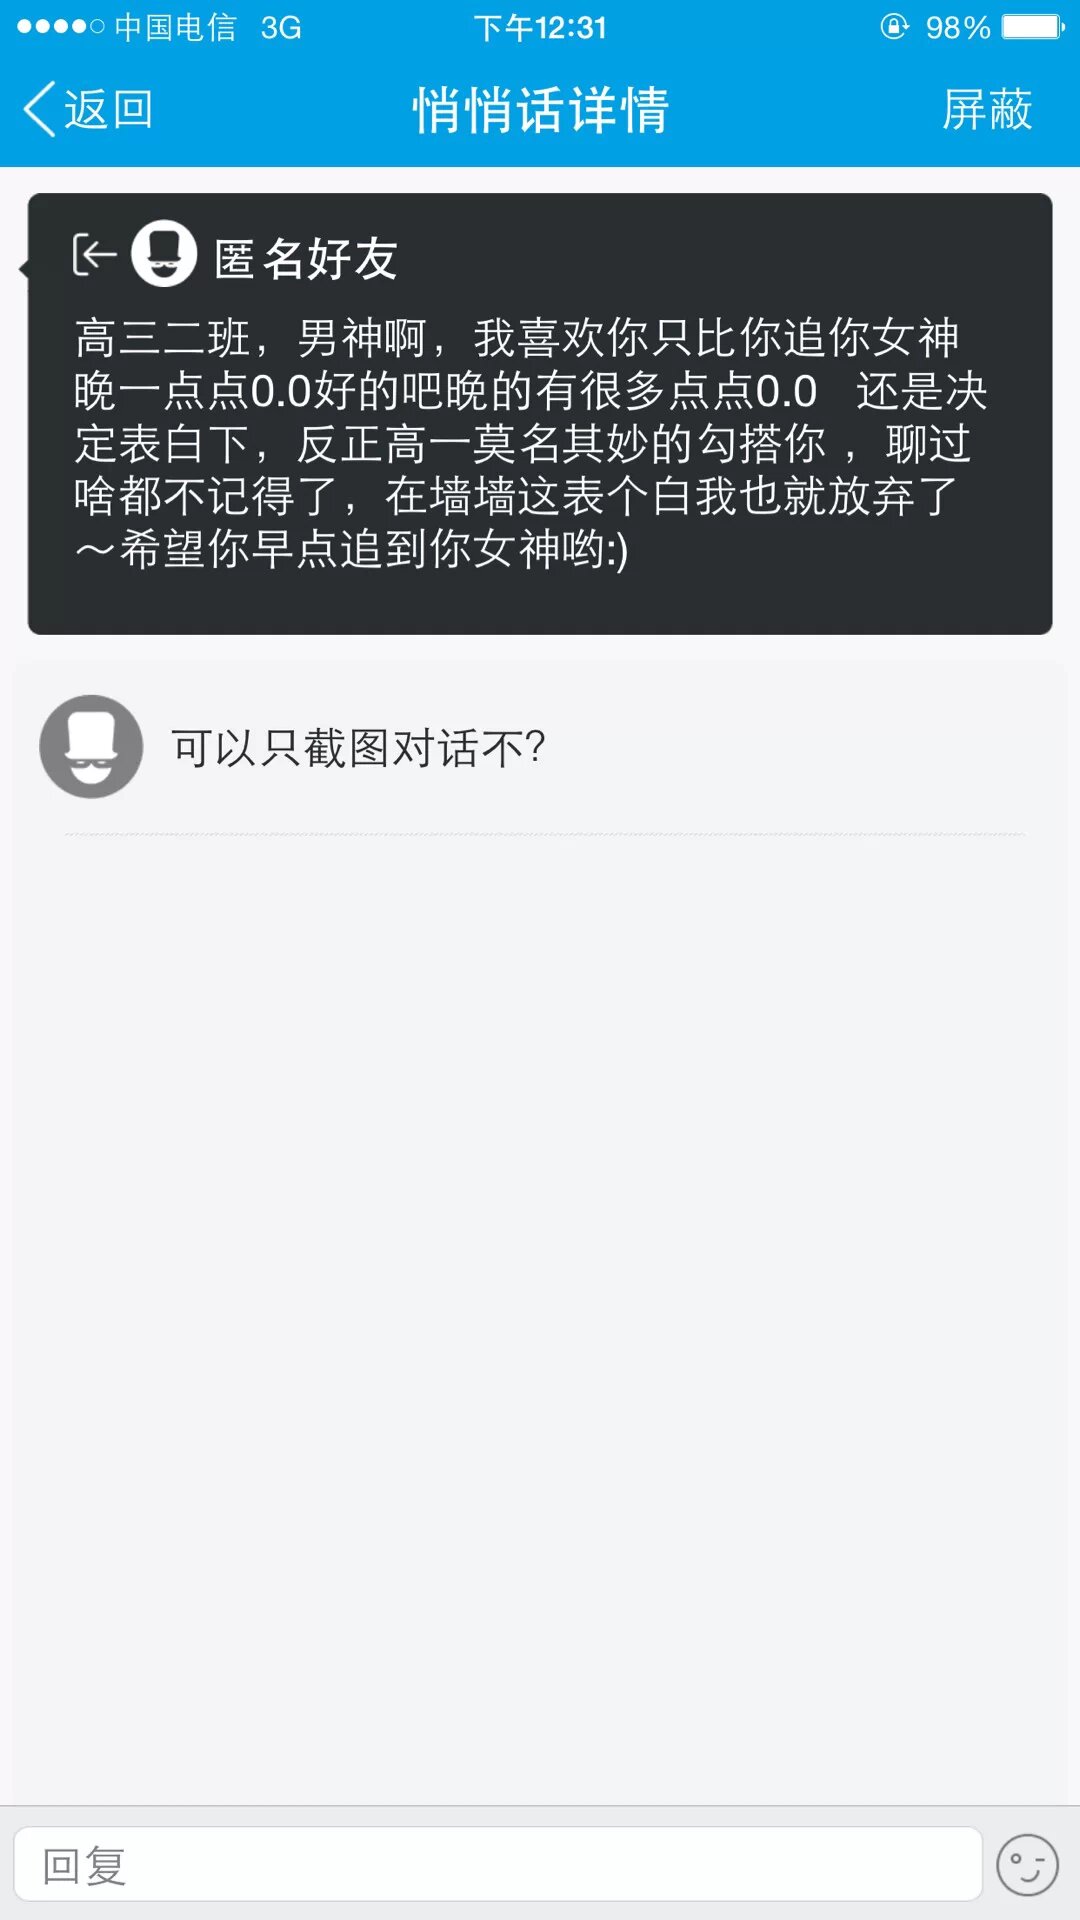 中国电信 3G 下午12:31 98%
返回 悄悄话详情 屏蔽
匿名好友
高三二班，男神啊，我喜欢你只比你追你女神
晚一点点0.0好的吧晚的有很多点点0.0 还是决
定表白下，反正高一莫名其妙的勾搭你 ，聊过
啥都不记得了，在墙墙这表个白我也就放弃了
～希望你早点追到你女神哟:)
可以只截图对话不？
回复